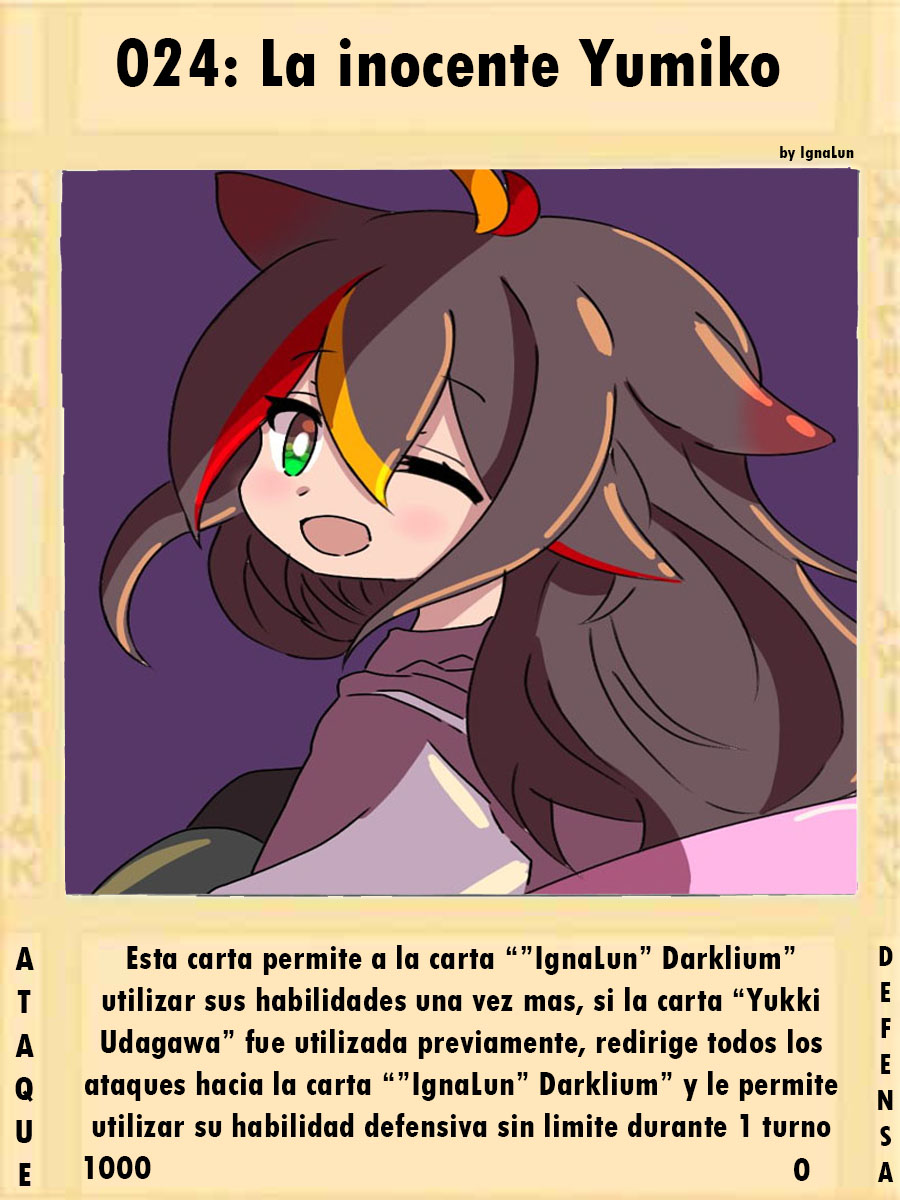 024: La inocente Yumiko
by IgnaLun
Esta carta permite a la carta “”IgnaLun” Darklium”
utilizar sus habilidades una vez mas, si la carta “Yukki
Udagawa” fue utilizada previamente, redirige todos los
ataques hacia la carta “”IgnaLun” Darklium” y le permite
utilizar su habilidad defensiva sin limite durante 1 turno
ATAQUE
1000
0
DEFENSA